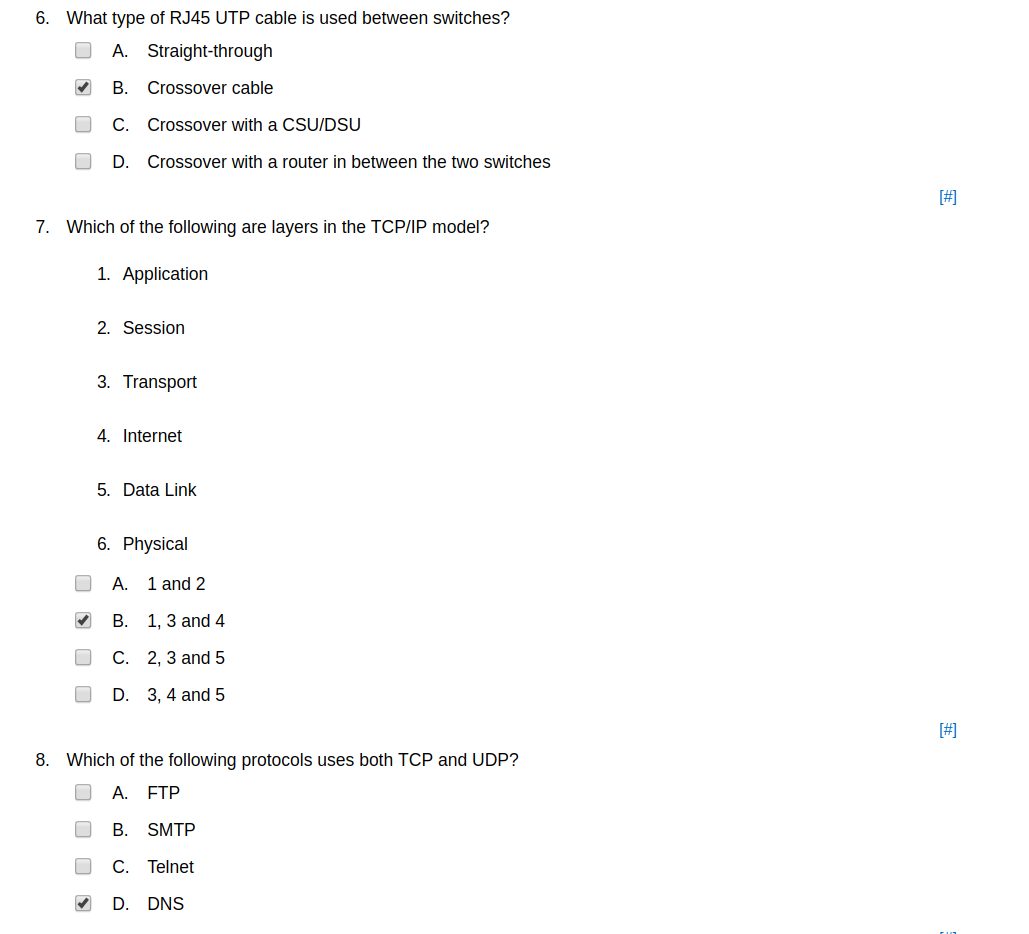 6. What type of RJ45 UTP cable is used between switches?
A. Straight-through
B. Crossover cable
C. Crossover with a CSU/DSU
D. Crossover with a router in between the two switches
[#]
7. Which of the following are layers in the TCP/IP model?
1. Application
2. Session
3. Transport
4. Internet
5. Data Link
6. Physical
A. 1 and 2
B. 1, 3 and 4
C. 2, 3 and 5
D. 3, 4 and 5
[#]
8. Which of the following protocols uses both TCP and UDP?
A. FTP
B. SMTP
C. Telnet
D. DNS